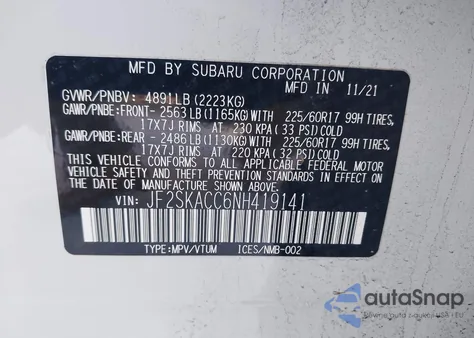 MFD BY SUBARU CORPORATION IN 11/21
GVWR/PNBV: 4891LB(2223KG)
GAWR/PNBE:FRONT- 2563LB(1165KG)WITH 225/60R17 99H TIRES,
17X7J RIMS AT 230 KPA(33 PSI)COLD
GAWR/PNBE:REAR -2486LB(1130KG)WITH 225/60R17 99H TIRES,
17X7J RIMS AT 220 KPA(32 PSI)COLD
THIS VEHICLE CONFORMS TO ALL APPLICABLE FEDERAL MOTOR
VEHICLE SAFETY STANDARDS IN EFFECT ON THE DATE OF
MANUFACTURE SHOWN ABOVE.
VIN: JF2SKACC6NH419141
TYPE:MPV/VTUM ICES/NMB-002
autoSnap